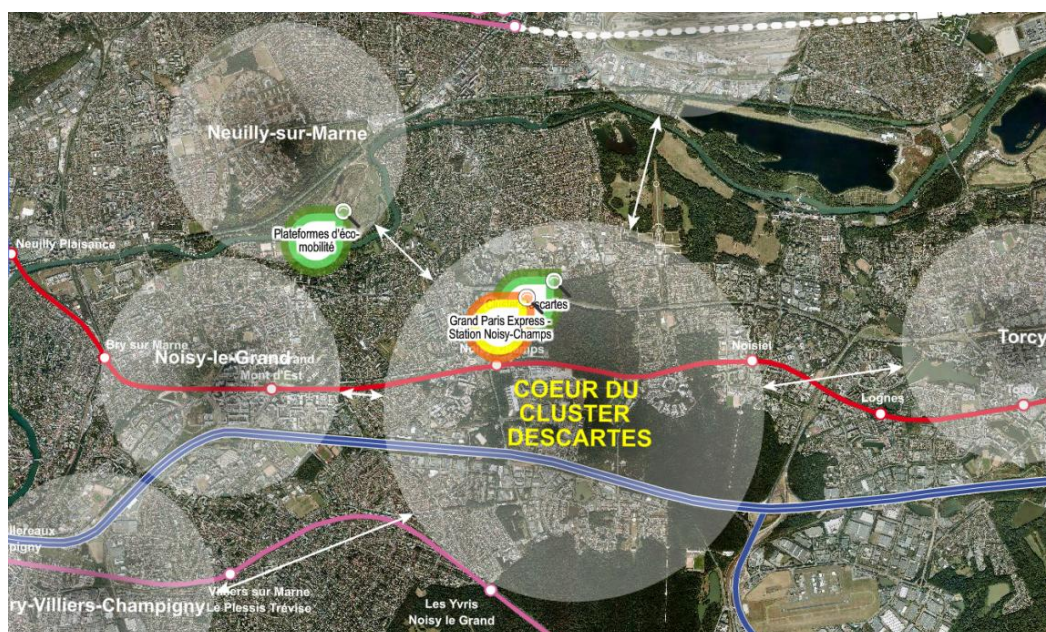 Neuilly-sur-Marne
Plateformes d'éco-
mobilité
Neuilly Plaisance
scartes
Grand Paris Express -
Station Noisy-Champs
Bry sur Marne
Noisy-le-Grand
Mont d'Est
Noisiel
Torcy
COEUR DU
CLUSTER
DESCARTES
Lognes
Torcy
Villiers sur Marne
Le Plessis Trévise
ry-Villiers-Champigny
Les Yvris
Noisy le Grand